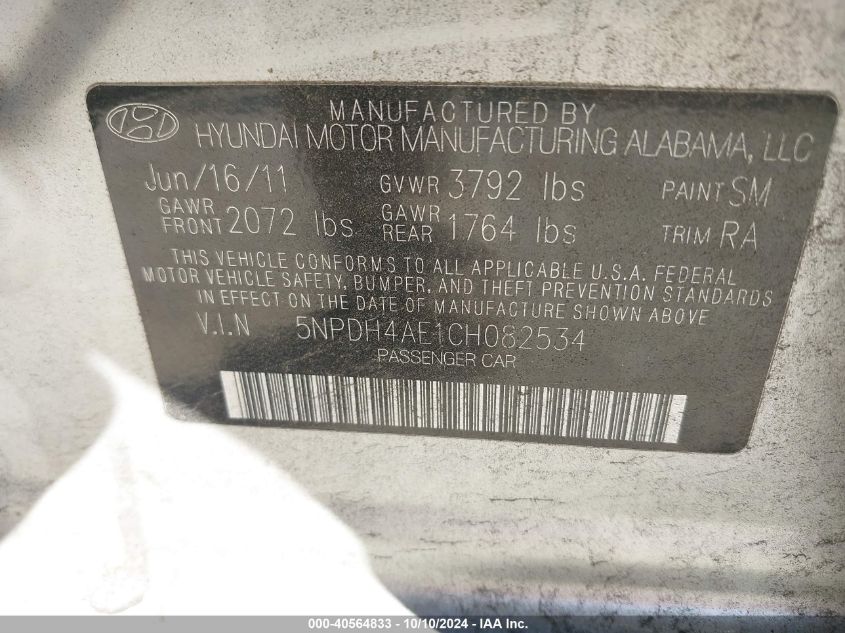 MANUFACTURED BY
HYUNDAI MOTOR MANUFACTURING ALABAMA, LLC
Jun/16/11 GVWR 3792 lbs PAINT SM
GAWR FRONT 2072 lbs GAWR REAR 1764 lbs TRIM RA
THIS VEHICLE CONFORMS TO ALL APPLICABLE U.S.A. FEDERAL
MOTOR VEHICLE SAFETY, BUMPER, AND THEFT PREVENTION STANDARDS
IN EFFECT ON THE DATE OF MANUFACTURE SHOWN ABOVE.
V.I.N 5NPDH4AE1CH082534
PASSENGER CAR
000-40564833 - 10/10/2024 - IAA Inc.